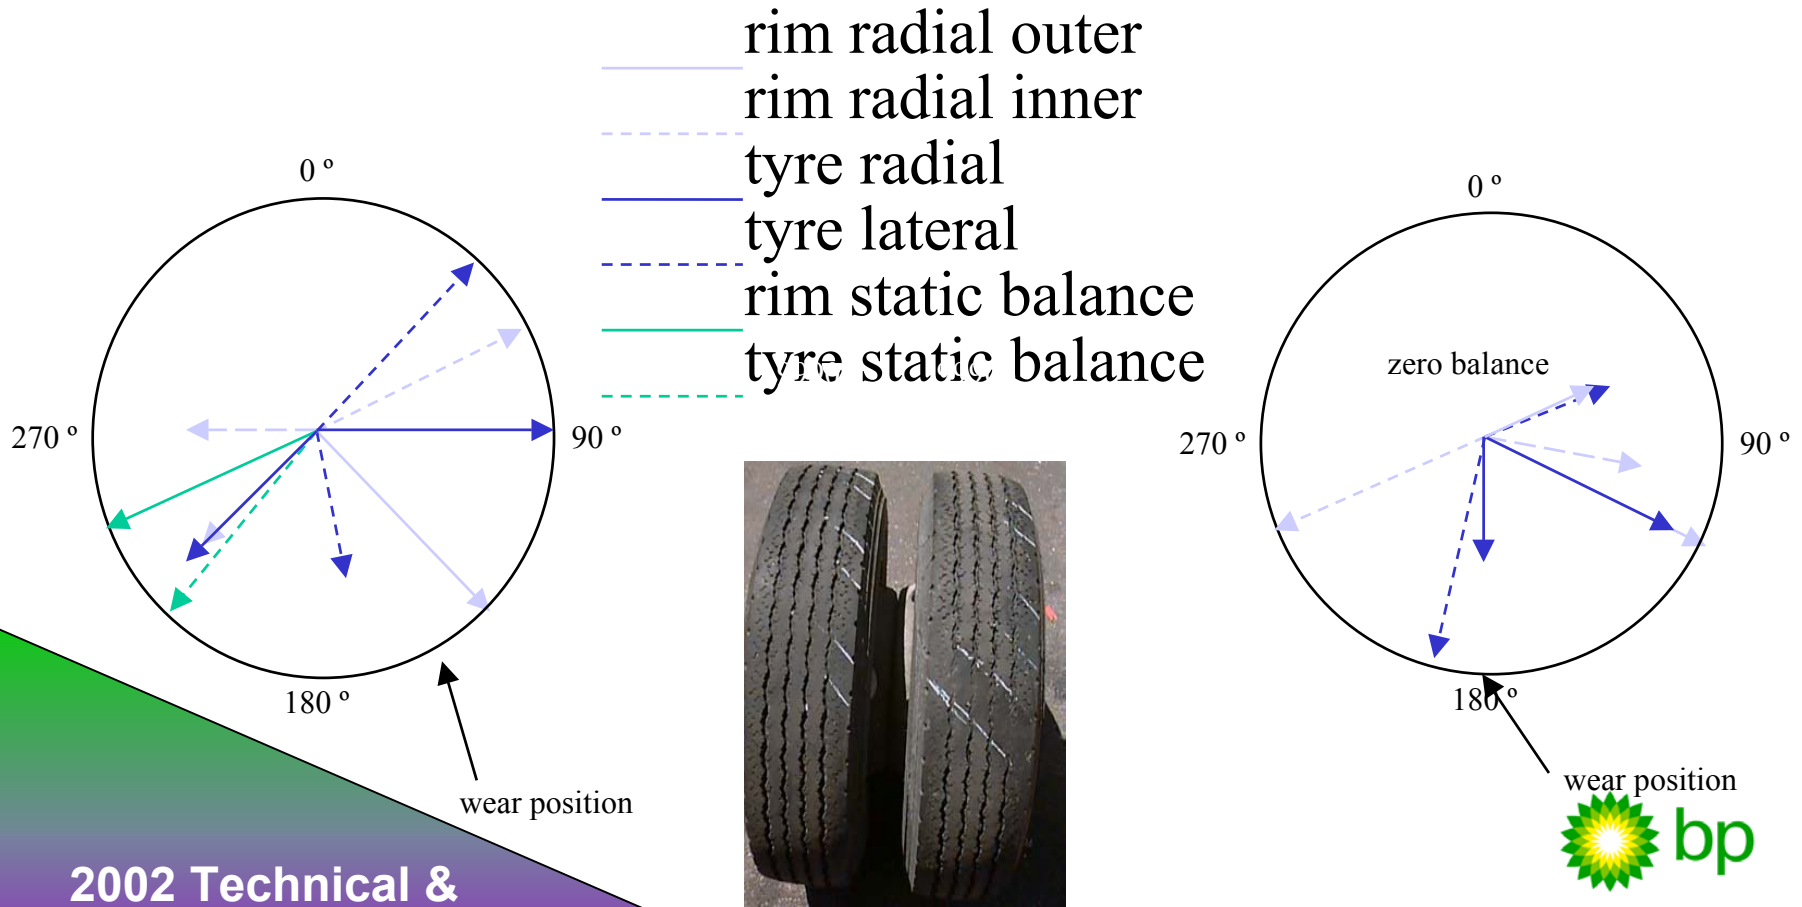 rim radial outer
rim radial inner
tyre radial
tyre lateral
rim static balance
tyre static balance
0 º
270 º
90 º
180 º
wear position
0 º
zero balance
270 º
90 º
180 º
wear position
bp
2002 Technical &